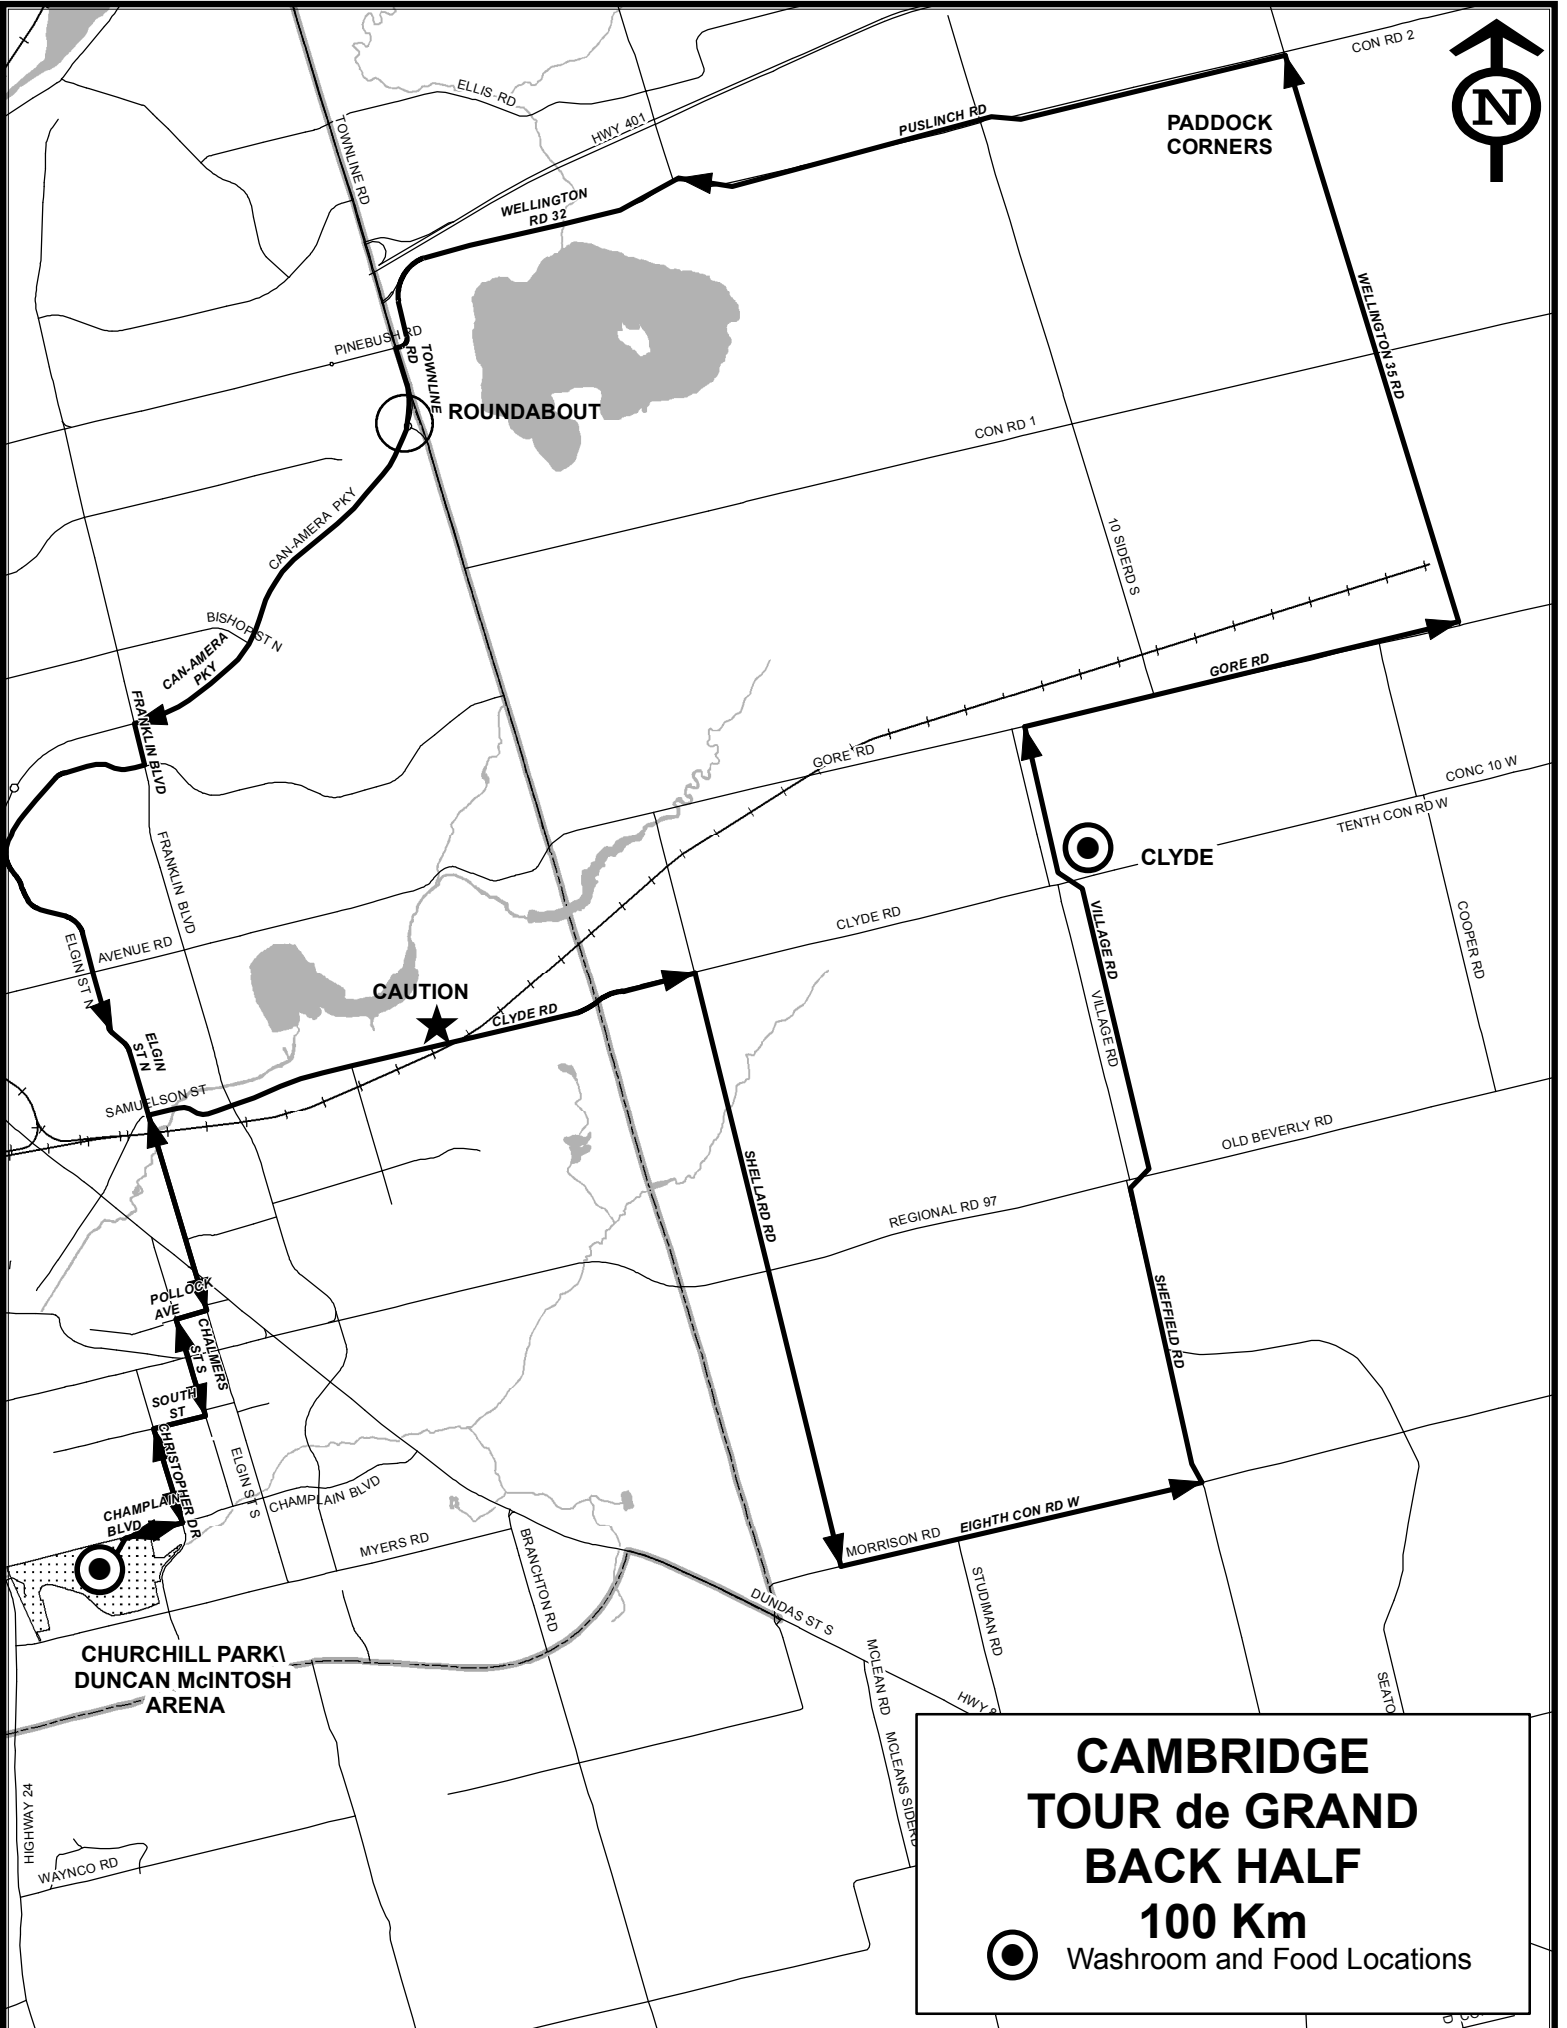 CON RD 2
N
ELLIS RD
HWY 401
PUSLINCH RD
PADDOCK
CORNERS
TOWNLINE RD
WELLINGTON
RD 32
WELLINGTON 35 RD
PINEBUSH RD
TOWNLINE
RD
ROUNDABOUT
CON RD 1
CAN-AMERA PKY
10 SIDERD S
BISHOP ST N
CAN-AMERA
PKY
GORE RD
FRANKLIN BLVD
GORE RD
CONC 10 W
TENTH CON RD W
CLYDE
FRANKLIN BLVD
CLYDE RD
VILLAGE RD
COOPER RD
AVENUE RD
ELGIN ST N
CAUTION
CLYDE RD
VILLAGE RD
ELGIN
ST N
SAMUELSON ST
OLD BEVERLY RD
SHELLARD RD
REGIONAL RD 97
POLLOCK
AVE
SHEFFIELD RD
CHALMERS
ST S
SOUTH
ST
CHRISTOPHER DR
ELGIN ST S
CHAMPLAIN BLVD
CHAMPLAIN
BLVD
EIGHTH CON RD W
MORRISON RD
MYERS RD
BRANCHTON RD
STUDIMAN RD
DUNDAS ST S
CHURCHILL PARK\
DUNCAN McINTOSH
ARENA
MCLEAN RD
SEATO
HWY 8
MCLEANS SIDERD
HIGHWAY 24
WAYNCO RD
CAMBRIDGE
TOUR de GRAND
BACK HALF
100 Km
Washroom and Food Locations